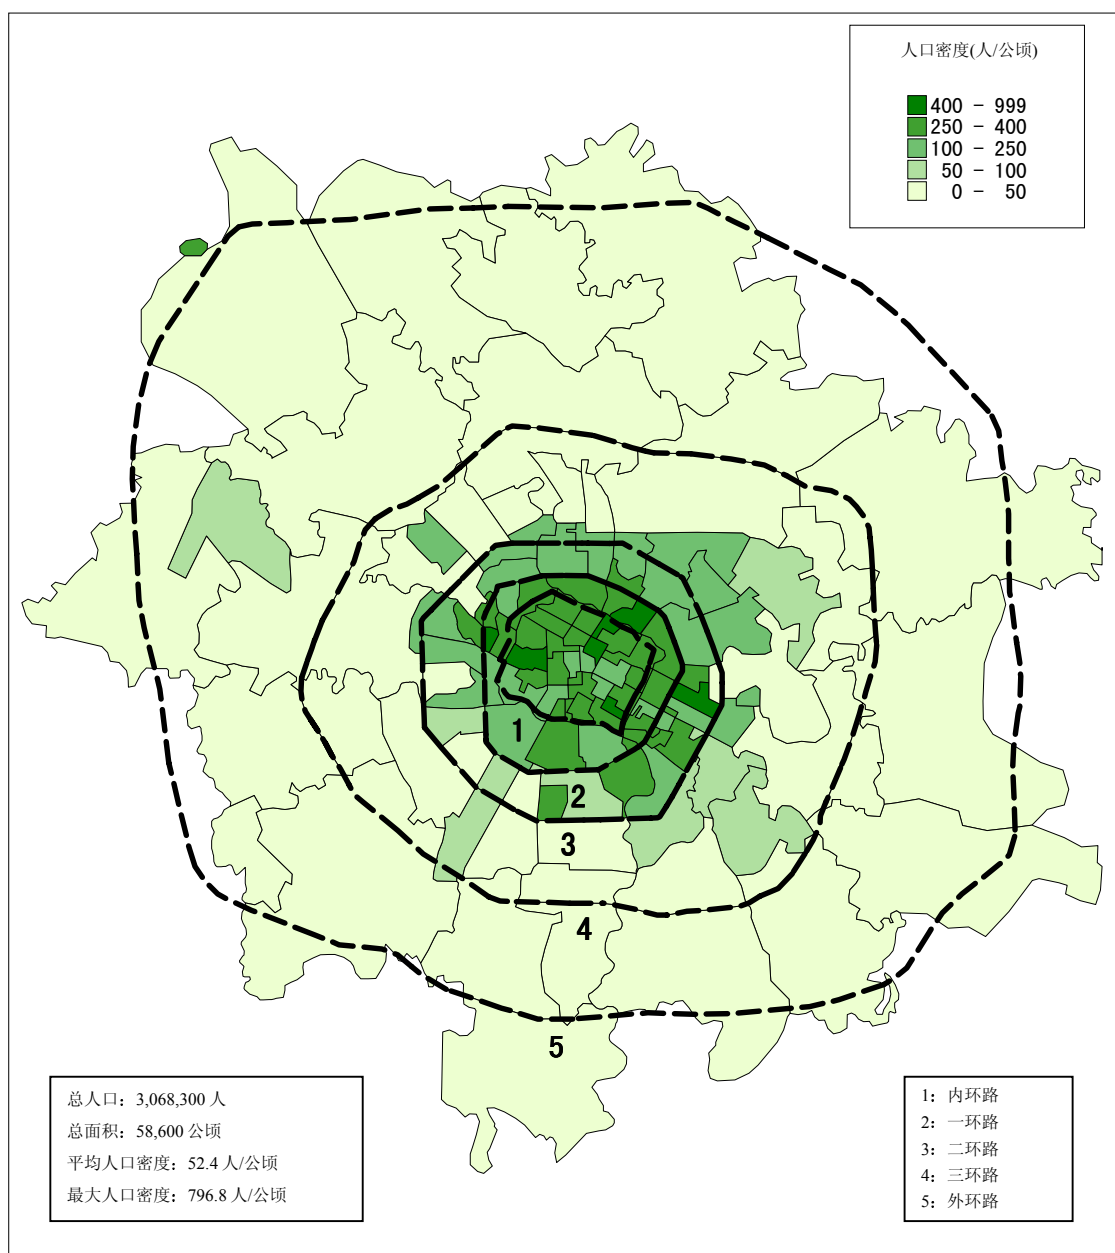 人口密度(人/公顷)
400 - 999
250 - 400
100 - 250
50 - 100
0 - 50
1
2
3
4
5
总人口：3,068,300 人
总面积：58,600 公顷
平均人口密度：52.4 人/公顷
最大人口密度：796.8 人/公顷
1：内环路
2：一环路
3：二环路
4：三环路
5：外环路